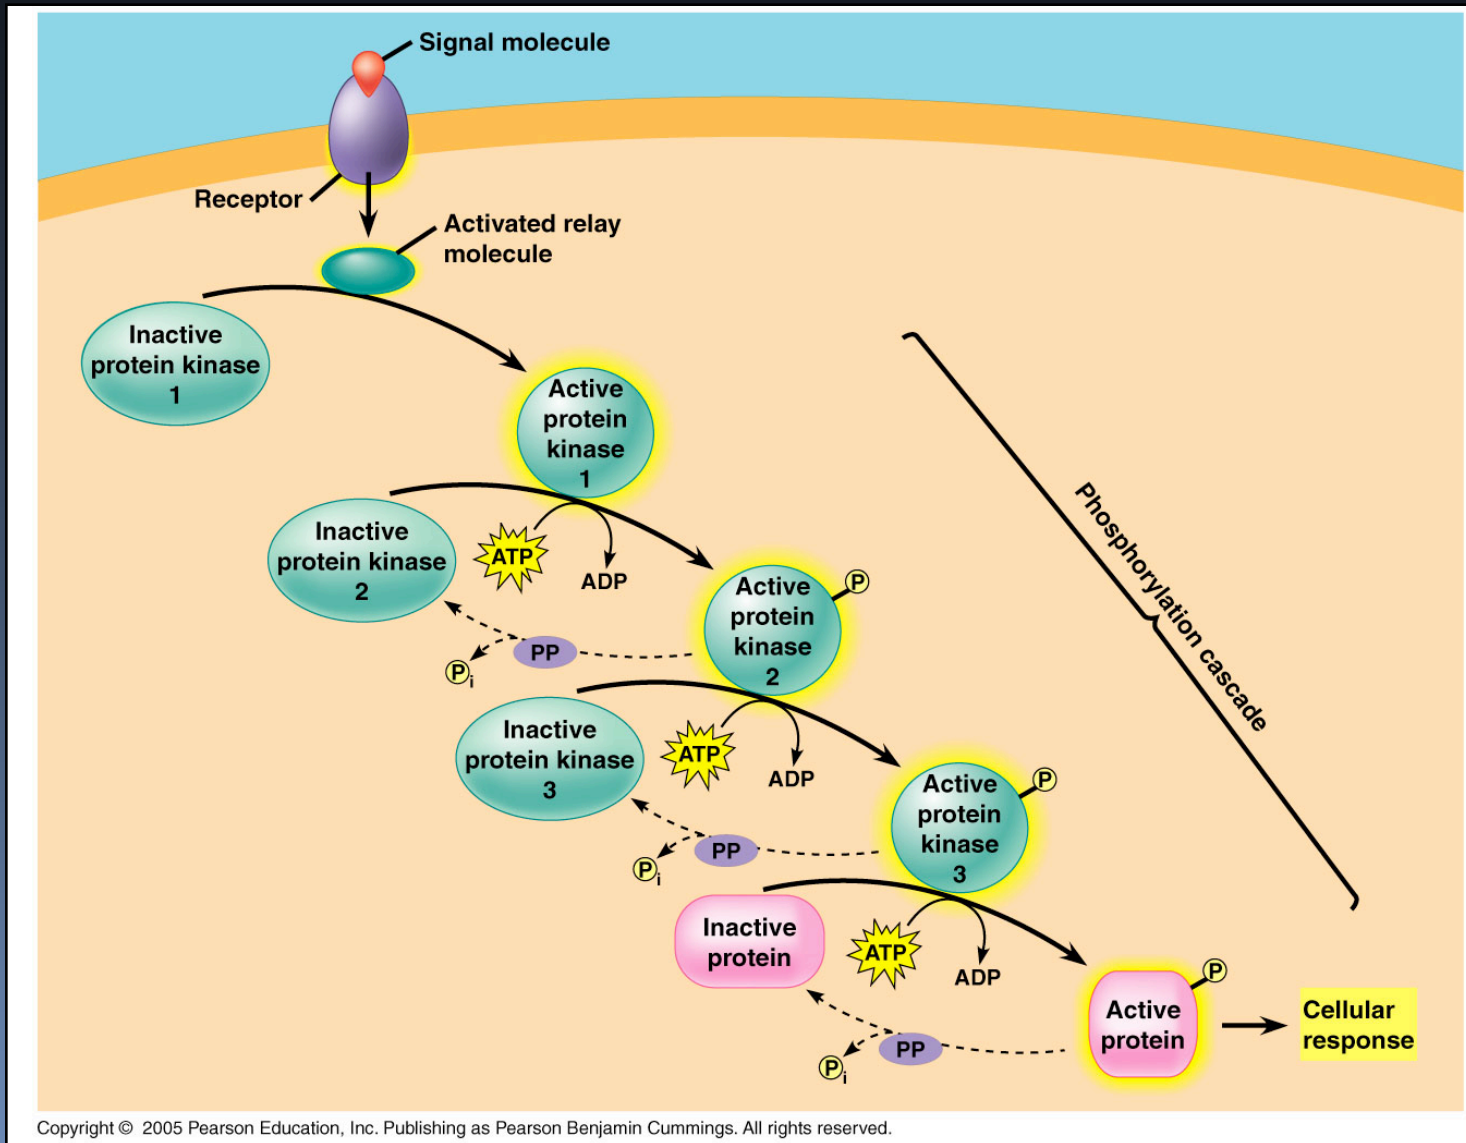 Signal molecule
Receptor
Activated relay
molecule
Inactive
protein kinase
1
Active
protein
kinase
1
Inactive
protein kinase
2
ATP
ADP
Active
protein
kinase
2
P
PP
Pi
Phosphorylation cascade
Inactive
protein kinase
3
ATP
ADP
Active
protein
kinase
3
P
PP
Pi
Inactive
protein
ATP
ADP
Active
protein
P
PP
Pi
Cellular
response
Copyright © 2005 Pearson Education, Inc. Publishing as Pearson Benjamin Cummings. All rights reserved.